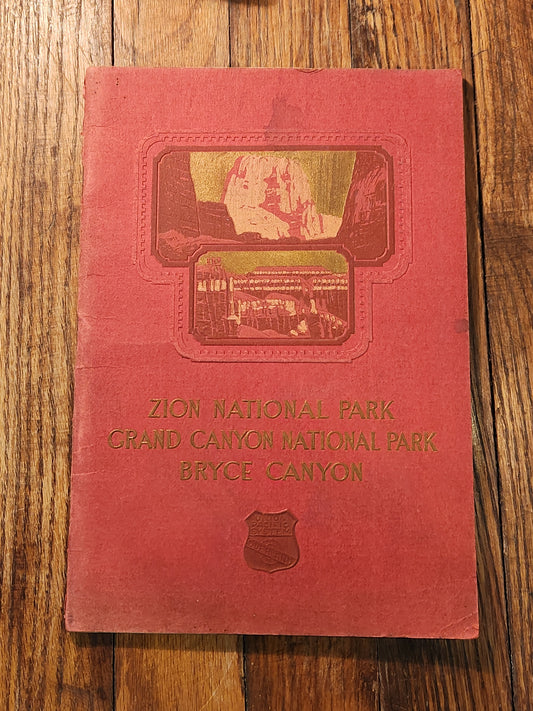 ZION NATIONAL PARK
GRAND CANYON NATIONAL PARK
BRYCE CANYON
UNION
PACIFIC
SYSTEM